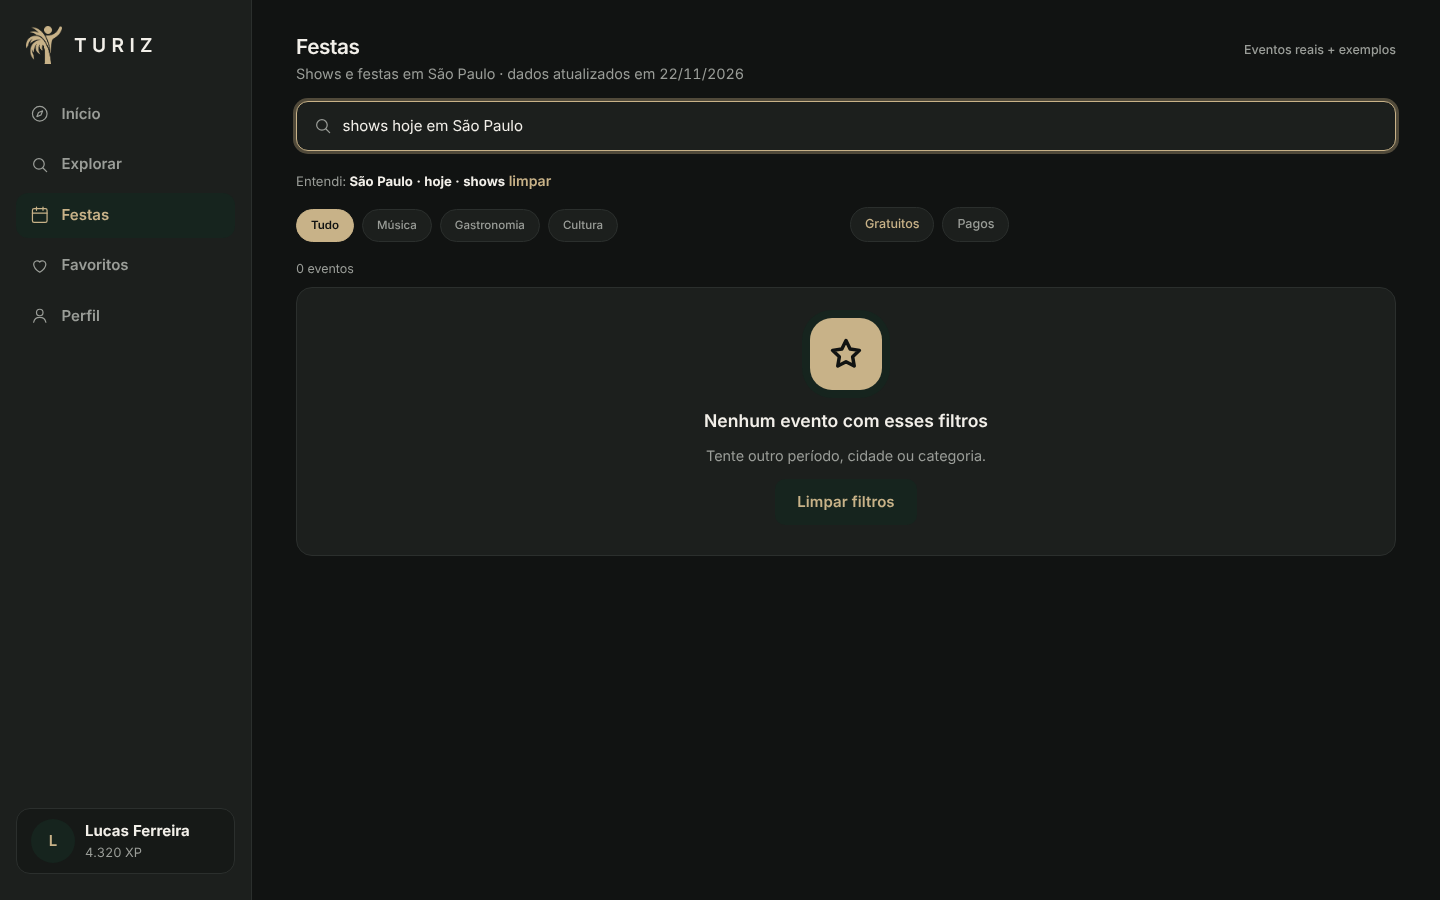 TURIZ
Início
Explorar
Festas
Favoritos
Perfil
Lucas Ferreira
L
4.320 XP
Festas
Eventos reais + exemplos
Shows e festas em São Paulo · dados atualizados em 22/11/2026
shows hoje em São Paulo
Entendi: São Paulo · hoje · shows limpar
Tudo Música Gastronomia Cultura Gratuitos Pagos
0 eventos
Nenhum evento com esses filtros
Tente outro período, cidade ou categoria.
Limpar filtros